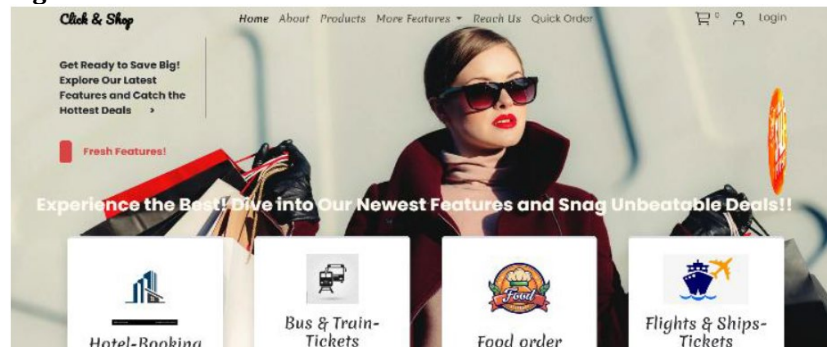 Click & Shop
Home About Products More Features Reach Us Quick Order
0 Login
Get Ready to Save Big!
Explore Our Latest
Features and Catch the
Hottest Deals >
Fresh Features!
Experience the Best! Dive into Our Newest Features and Snag Unbeatable Deals!!
Hotel-Booking
Bus & Train-
Tickets
Food
Food order
Flights & Ships-
Tickets